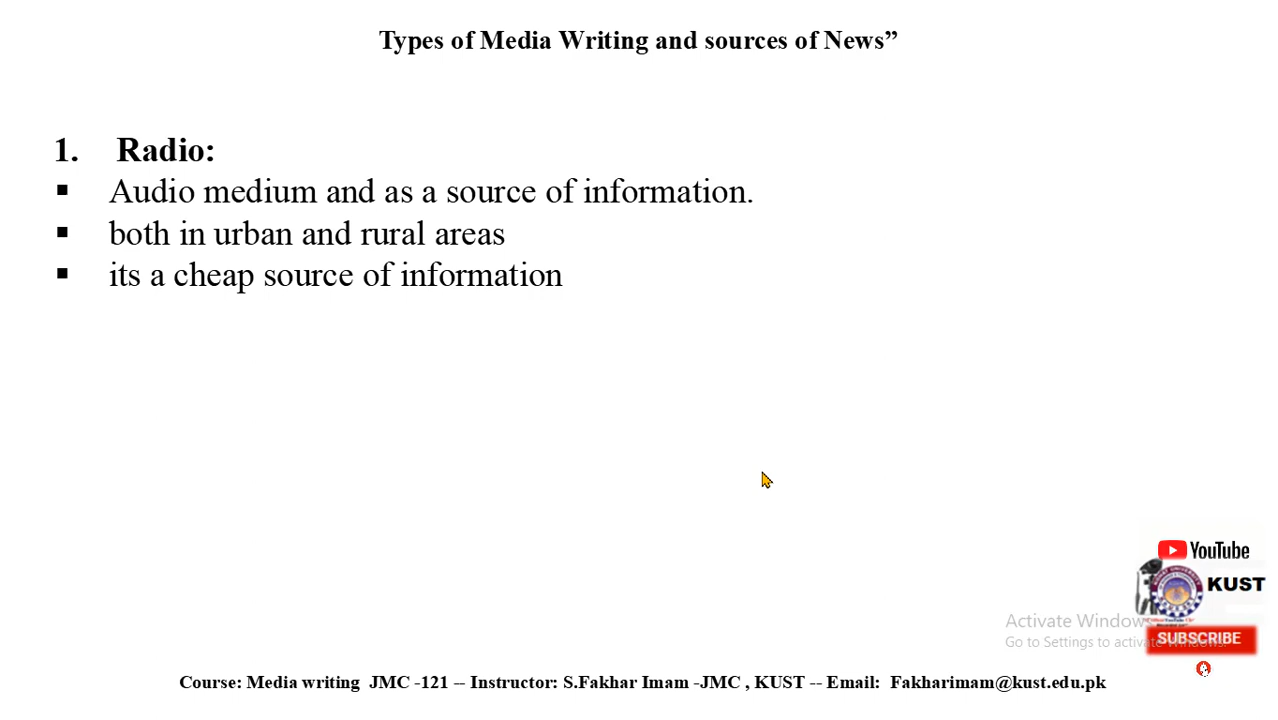 Types of Media Writing and sources of News”
1. Radio:
▪ Audio medium and as a source of information.
▪ both in urban and rural areas
▪ its a cheap source of information
YouTube
KUST
Activate Windows
Go to Settings to activate Windows.
SUBSCRIBE
Course: Media writing JMC -121 -- Instructor: S.Fakhar Imam -JMC , KUST -- Email: Fakharimam@kust.edu.pk